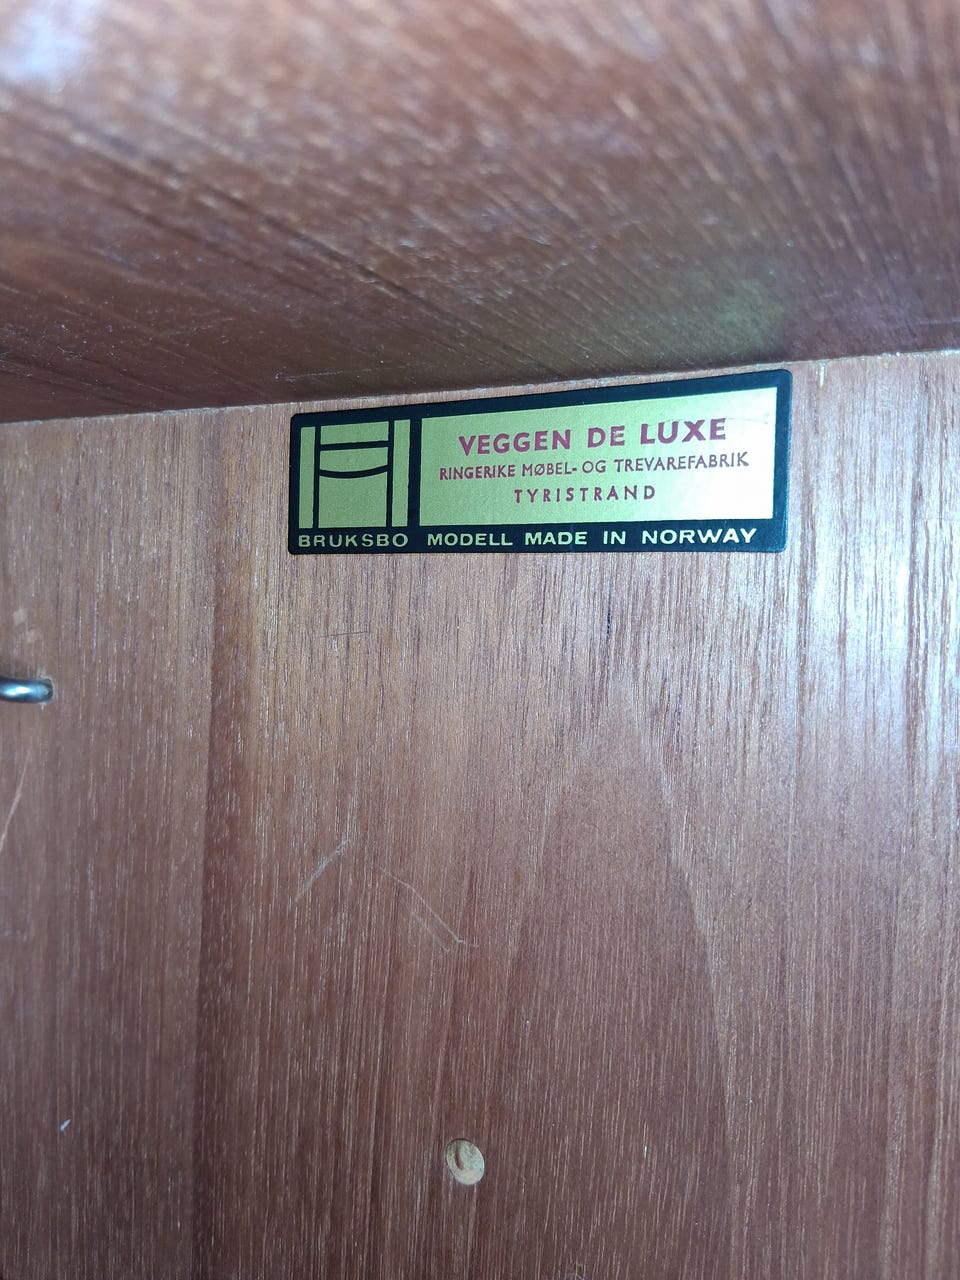 VEGGEN DE LUXE
RINGERIKE MØBEL- OG TREVAREFABRIK
TYRISTRAND
BRUKSBO MODELL MADE IN NORWAY